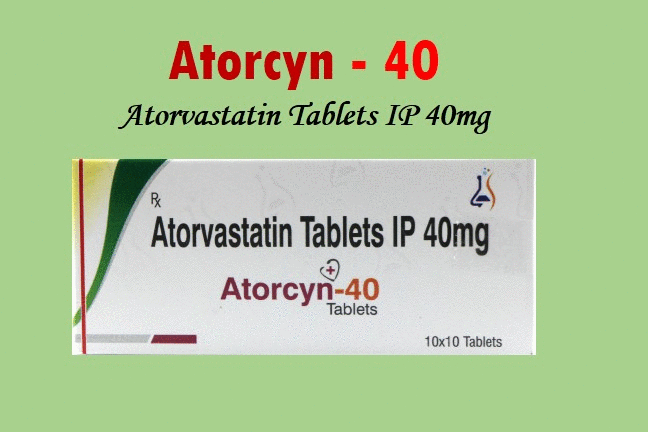 Atorcyn - 40
Atorvastatin Tablets IP 40mg
Rx
Atorvastatin Tablets IP 40mg
Atorcyn-40
Tablets
10x10 Tablets